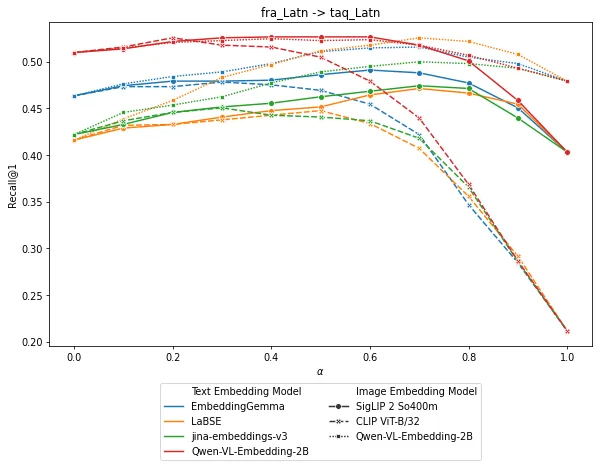 fra_Latn -> taq_Latn
Recall@1
0.50
0.45
0.40
0.35
0.30
0.25
0.20
0.0 0.2 0.4 0.6 0.8 1.0
α
Text Embedding Model Image Embedding Model
EmbeddingGemma SigLIP 2 So400m
LaBSE CLIP ViT-B/32
jina-embeddings-v3 Qwen-VL-Embedding-2B
Qwen-VL-Embedding-2B